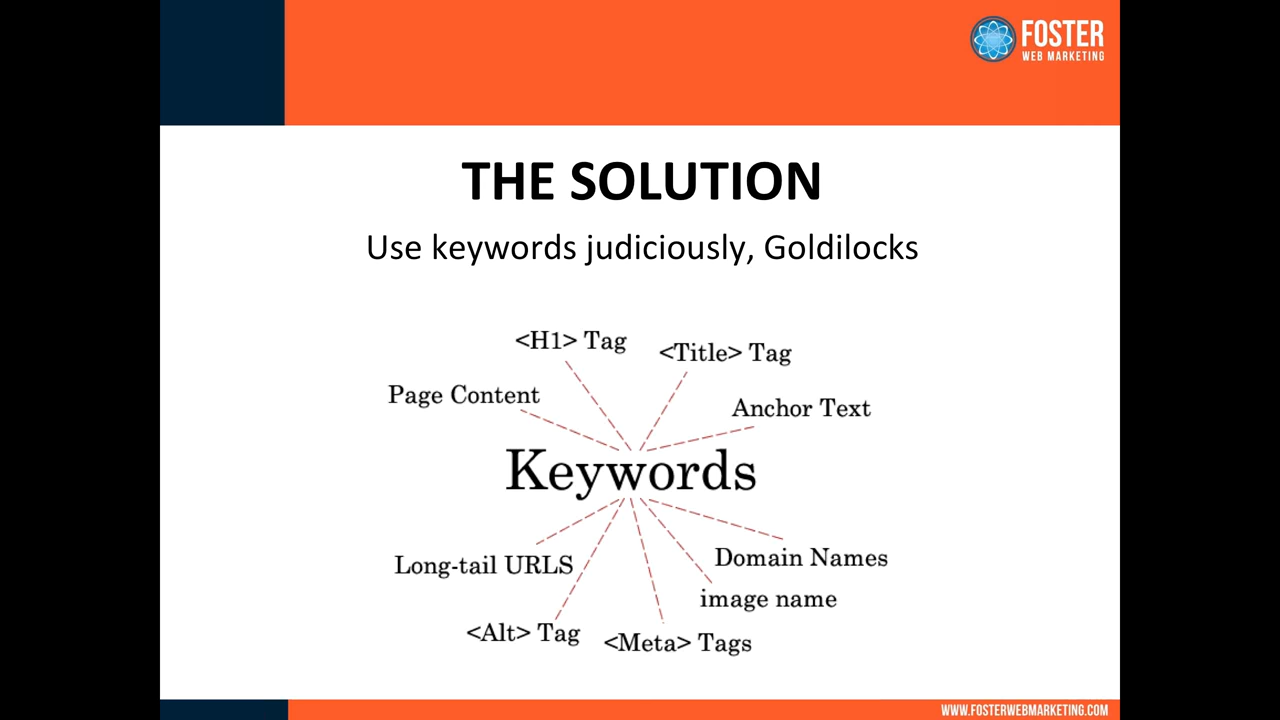 FOSTER
WEB MARKETING
THE SOLUTION
Use keywords judiciously, Goldilocks
<H1> Tag
<Title> Tag
Page Content
Anchor Text
Keywords
Long-tail URLS
Domain Names
image name
<Alt> Tag
<Meta> Tags
WWW.FOSTERWEBMARKETING.COM